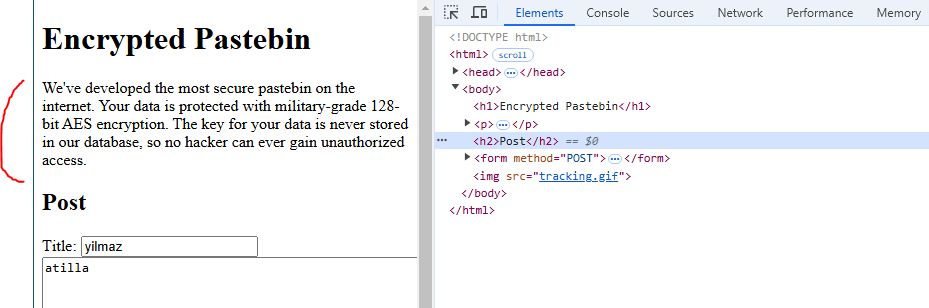 Encrypted Pastebin
We've developed the most secure pastebin on the
internet. Your data is protected with military-grade 128-
bit AES encryption. The key for your data is never stored
in our database, so no hacker can ever gain unauthorized
access.
Post
Title: yilmaz
atilla
Elements Console Sources Network Performance Memory
<!DOCTYPE html>
<html> scroll
<head> … </head>
<body>
<h1>Encrypted Pastebin</h1>
<p> … </p>
… <h2>Post</h2> == $0
<form method="POST"> … </form>
<img src="tracking.gif">
</body>
</html>